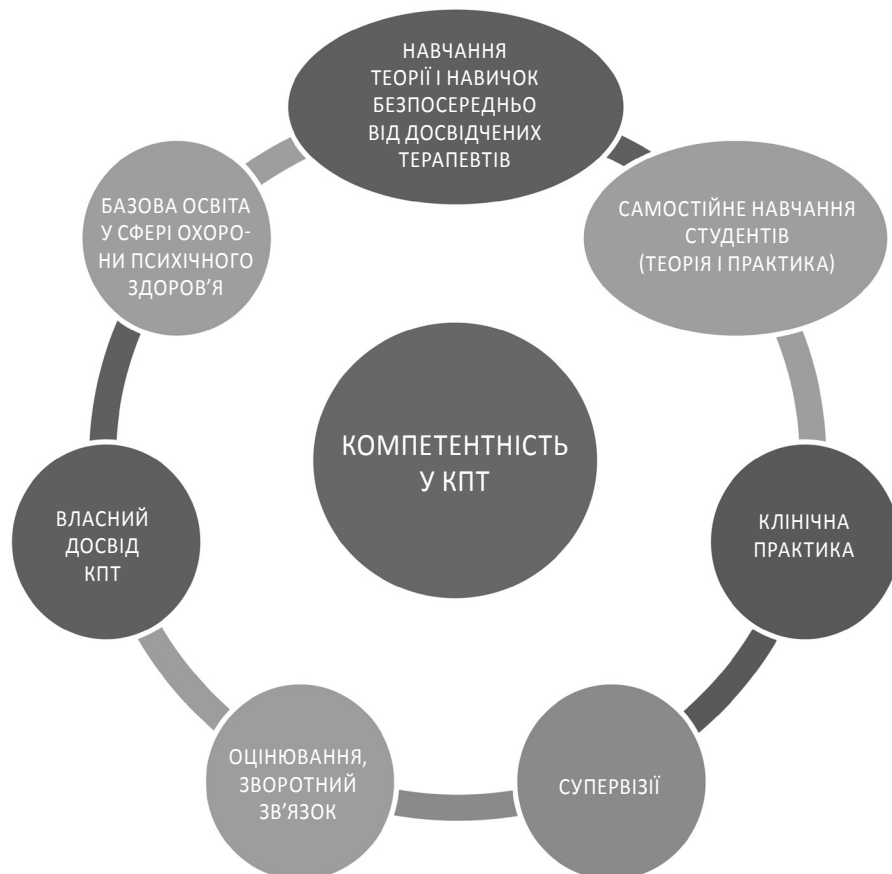 НАВЧАННЯ
ТЕОРІЇ І НАВИЧОК
БЕЗПОСЕРЕДНЬО
ВІД ДОСВІДЧЕНИХ
ТЕРАПЕВТІВ
САМОСТІЙНЕ НАВЧАННЯ
СТУДЕНТІВ
(ТЕОРІЯ І ПРАКТИКА)
КЛІНІЧНА
ПРАКТИКА
СУПЕРВІЗІЇ
ОЦІНЮВАННЯ,
ЗВОРОТНИЙ
ЗВ’ЯЗОК
ВЛАСНИЙ
ДОСВІД
КПТ
БАЗОВА ОСВІТА
У СФЕРІ ОХОРО-
НИ ПСИХІЧНОГО
ЗДОРОВ’Я
КОМПЕТЕНТНІСТЬ
У КПТ